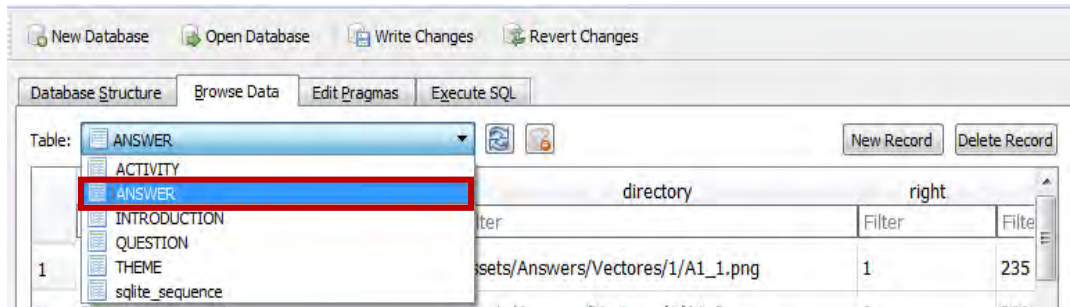 New Database Open Database Write Changes Revert Changes
Database Structure Browse Data Edit Pragmas Execute SQL
Table: ANSWER New Record Delete Record
ACTIVITY
ANSWER
directory right
INTRODUCTION
lter Filter Filte
QUESTION
THEME
1 ssets/Answers/Vectores/1/A1_1.png 1 235
sqlite_sequence